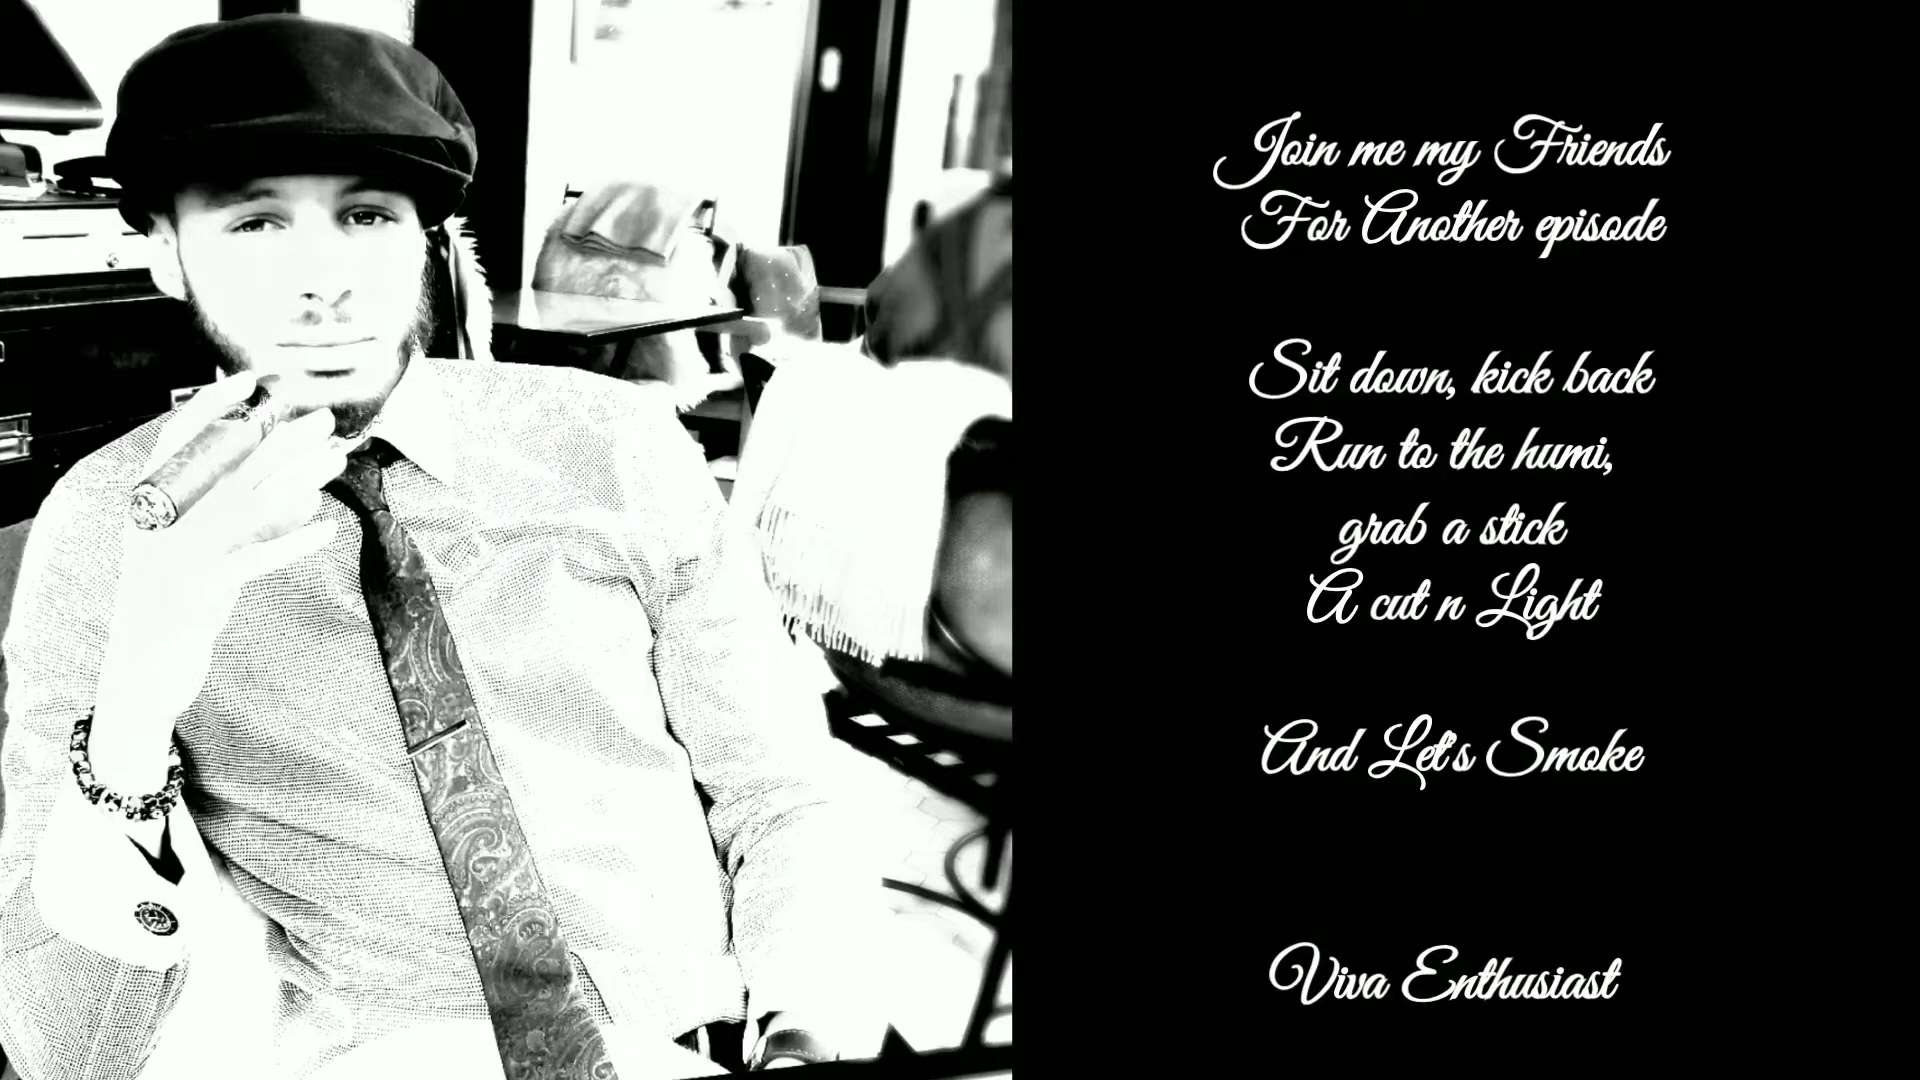 Join me my Friends
For Another episode
Sit down, kick back
Run to the humi,
grab a stick
A cut n Light
And Let's Smoke
Viva Enthusiast